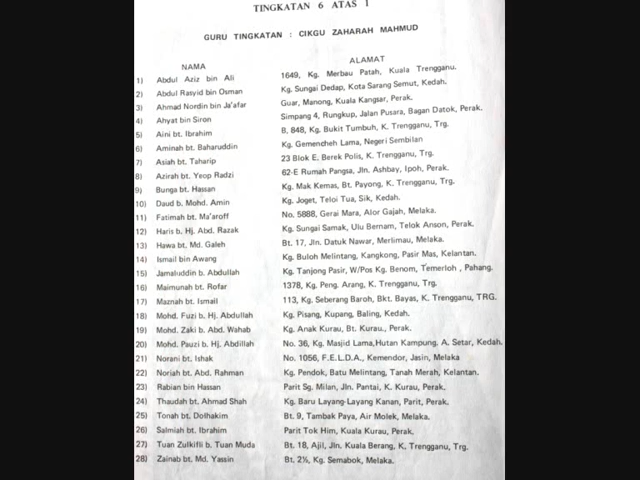 TINGKATAN 6 ATAS 1
GURU TINGKATAN : CIKGU ZAHARAH MAHMUD
NAMA ALAMAT
1) Abdul Aziz bin Ali 1649, Kg. Merbau Patah, Kuala Trengganu.
2) Abdul Rasyid bin Osman Kg. Sungai Dedap, Kota Sarang Semut, Kedah.
3) Ahmad Nordin bin Ja'afar Guar, Manong, Kuala Kangsar, Perak.
4) Ahyat bin Siron Simpang 4, Rungkup, Jalan Pusara, Bagan Datok, Perak.
5) Aini bt. Ibrahim B. 848, Kg. Bukit Tumbuh, K. Trengganu, Trg.
6) Aminah bt. Baharuddin Kg. Gemencheh Lama, Negeri Sembilan
7) Asiah bt. Taharip 23 Blok E. Berek Polis, K. Trengganu, Trg.
8) Azirah bt. Yeop Radzi 62-E Rumah Pangsa, Jln. Ashbay, Ipoh, Perak.
9) Bunga bt. Hassan Kg. Mak Kemas, Bt. Payong, K. Trengganu, Trg.
10) Daud b. Mohd. Amin Kg. Joget, Teloi Tua, Sik, Kedah.
11) Fatimah bt. Ma'aroff No. 5888, Gerai Mara, Alor Gajah, Melaka.
12) Haris b. Hj. Abd. Razak Kg. Sungai Samak, Ulu Bernam, Telok Anson, Perak.
13) Hawa bt. Md. Galeh Bt. 17, Jln. Datuk Nawar, Merlimau, Melaka.
14) Ismail bin Awang Kg. Buloh Melintang, Kangkong, Pasir Mas, Kelantan.
15) Jamaluddin b. Abdullah Kg. Tanjong Pasir, W/Pos Kg. Benom, Temerloh , Pahang.
16) Maimunah bt. Rofar 1378, Kg. Peng. Arang, K. Trengganu, Trg.
17) Maznah bt. Ismail 113, Kg. Seberang Baroh, Bkt. Bayas, K. Trengganu, TRG.
18) Mohd. Fuzi b. Hj. Abdullah Kg. Pisang, Kupang, Baling, Kedah.
19) Mohd. Zaki b. Abd. Wahab Kg. Anak Kurau, Bt. Kurau., Perak.
20) Mohd. Pauzi b. Hj. Abdillah No. 36, Kg. Masjid Lama,Hutan Kampung. A. Setar, Kedah.
21) Norani bt. Ishak No. 1056, F.E.L.D.A., Kemendor, Jasin, Melaka
22) Noriah bt. Abd. Rahman Kg. Pendok, Batu Melintang, Tanah Merah, Kelantan.
23) Rabian bin Hassan Parit Sg. Milan, Jln. Pantai, K. Kurau, Perak.
24) Thaudah bt. Ahmad Shah Kg. Baru Layang-Layang Kanan, Parit, Perak.
25) Tonah bt. Dolhakim Bt. 9, Tambak Paya, Air Molek, Melaka.
26) Salmiah bt. Ibrahim Parit Tok Him, Kuala Kurau, Perak.
27) Tuan Zulkifli b. Tuan Muda Bt. 18, Ajil, Jln. Kuala Berang, K. Trengganu, Trg.
28) Zainab bt. Md. Yassin Bt. 2½, Kg. Semabok, Melaka.